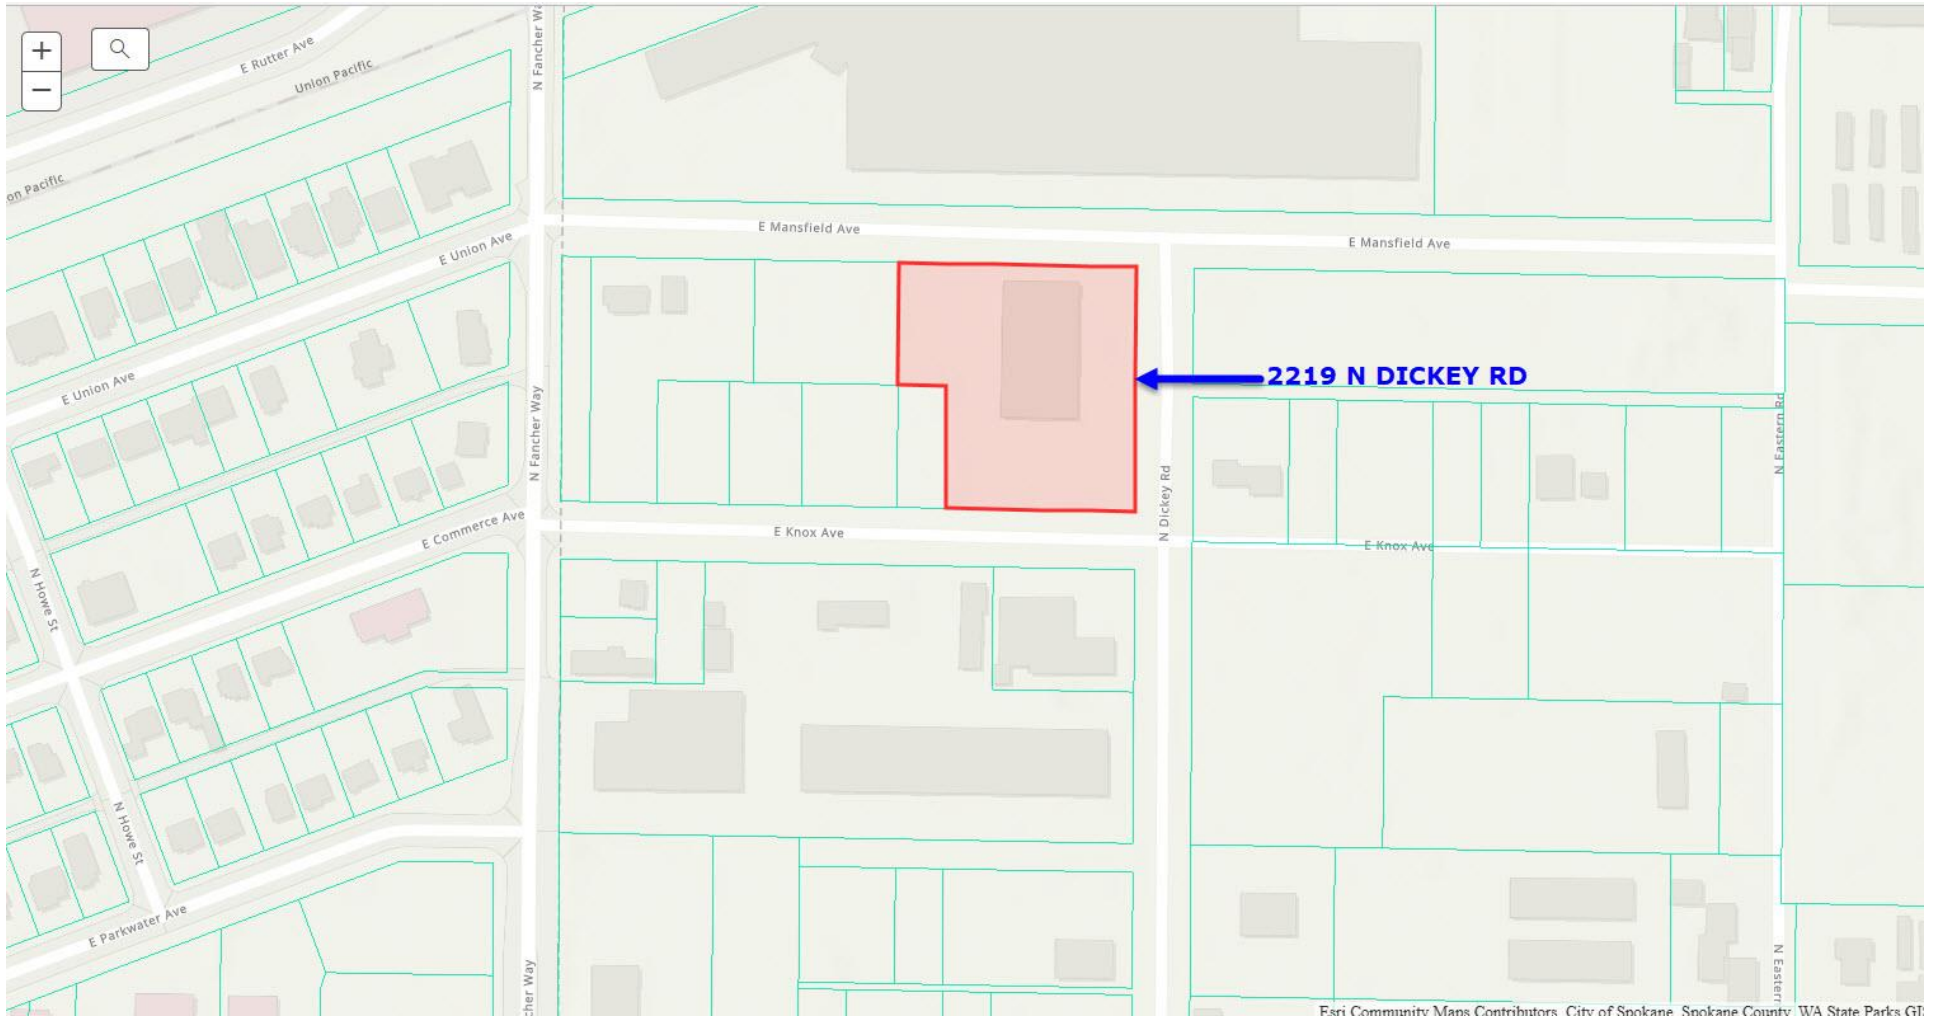 +
−
E Rutter Ave
Union Pacific
on Pacific
N Fancher Wa
E Mansfield Ave
E Mansfield Ave
E Union Ave
E Union Ave
2219 N DICKEY RD
N Fancher Way
N Eastern Rd
N Dickey Rd
E Commerce Ave
E Knox Ave
E Knox Ave
N Howe St
N Howe St
E Parkwater Ave
cher Way
N Eastern
Esri Community Maps Contributors, City of Spokane, Spokane County, WA State Parks GI